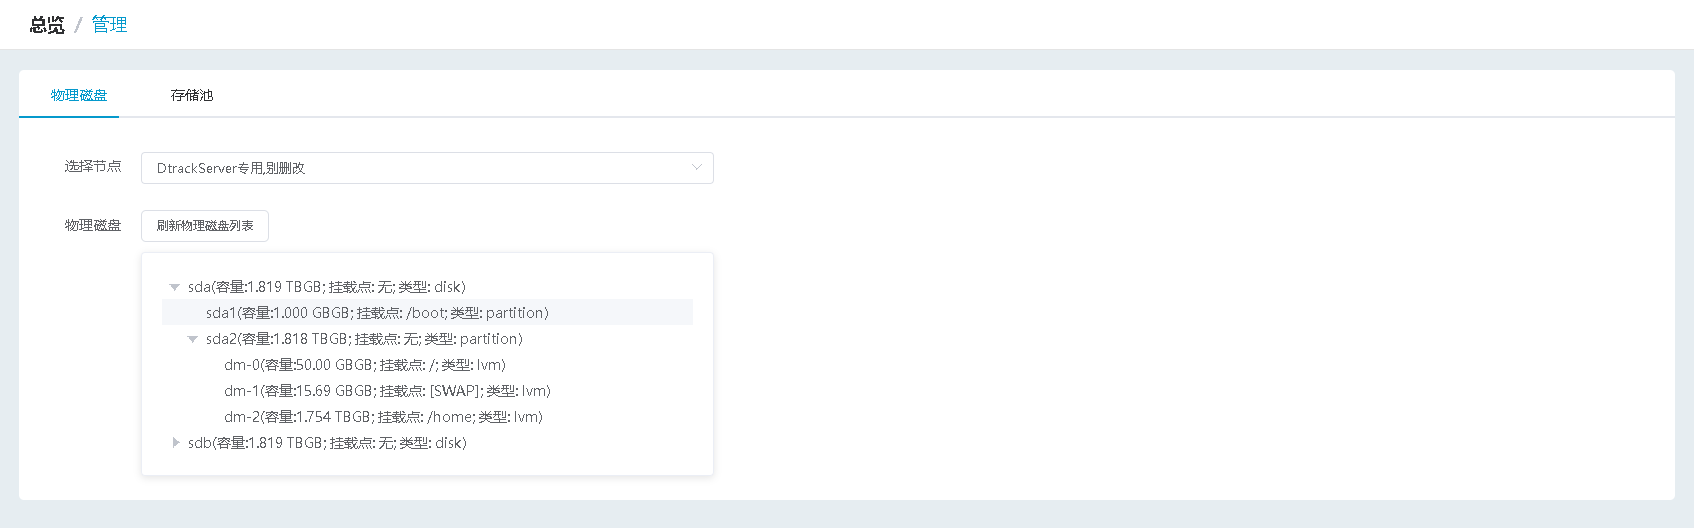 总览 / 管理
物理磁盘 存储池
选择节点 DtrackServer专用,别删改
物理磁盘 刷新物理磁盘列表
sda(容量:1.819 TBGB; 挂载点: 无; 类型: disk)
sda1(容量:1.000 GBGB; 挂载点: /boot; 类型: partition)
sda2(容量:1.818 TBGB; 挂载点: 无; 类型: partition)
dm-0(容量:50.00 GBGB; 挂载点: /; 类型: lvm)
dm-1(容量:15.69 GBGB; 挂载点: [SWAP]; 类型: lvm)
dm-2(容量:1.754 TBGB; 挂载点: /home; 类型: lvm)
sdb(容量:1.819 TBGB; 挂载点: 无; 类型: disk)